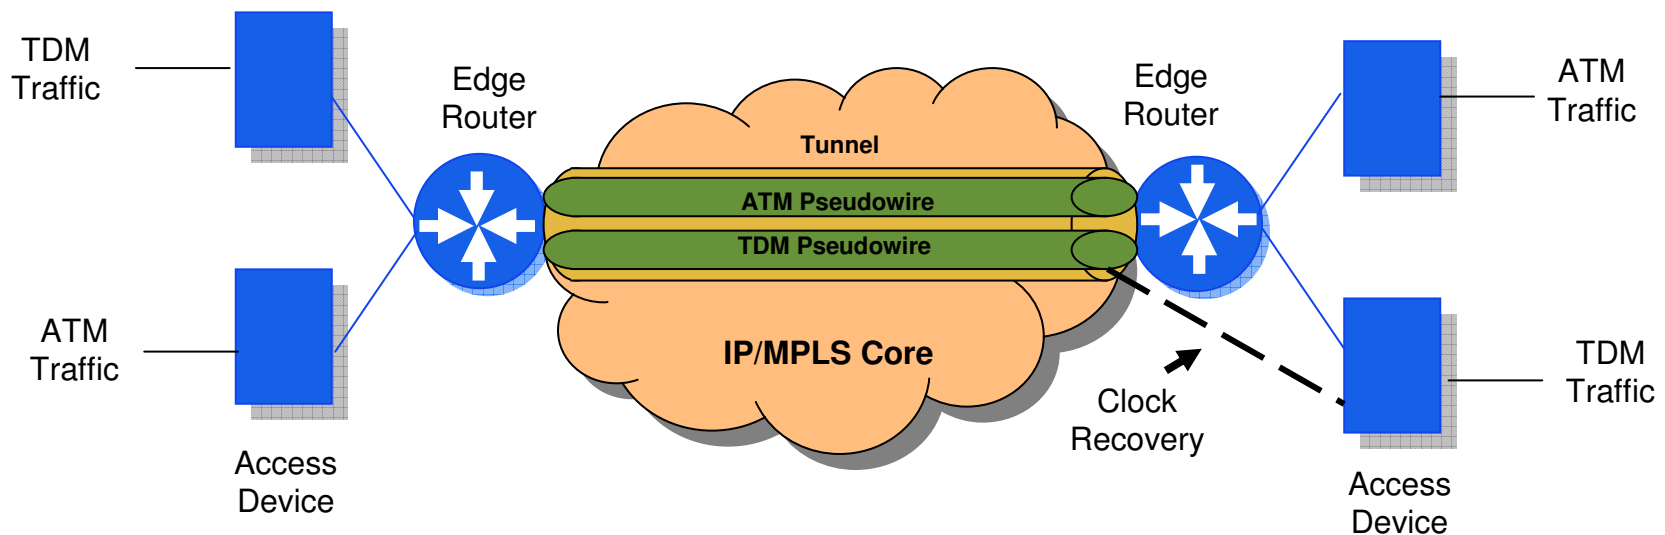 TDM
Traffic
Edge
Router
Edge
Router
ATM
Traffic
Tunnel
ATM Pseudowire
TDM Pseudowire
ATM
Traffic
IP/MPLS Core
TDM
Traffic
Clock
Recovery
Access
Device
Access
Device